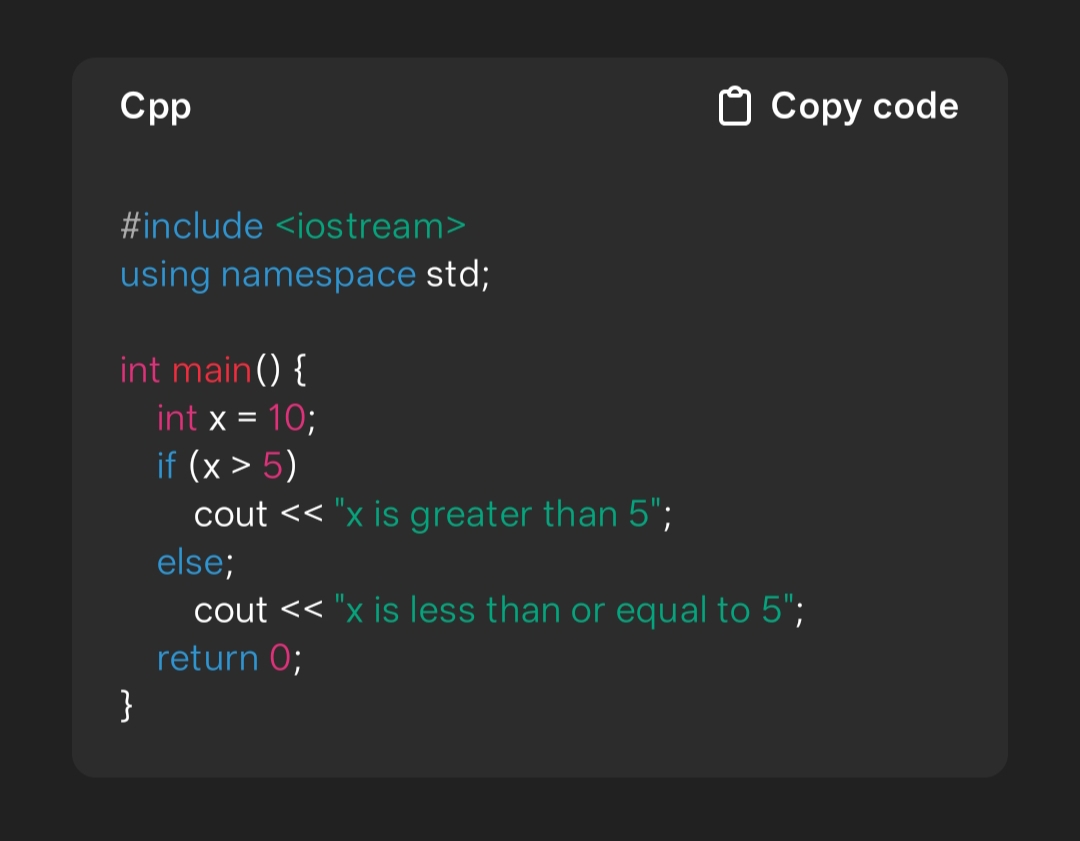 Cpp
Copy code
#include <iostream>
using namespace std;
int main() {
int x = 10;
if (x > 5)
cout << "x is greater than 5";
else;
cout << "x is less than or equal to 5";
return 0;
}